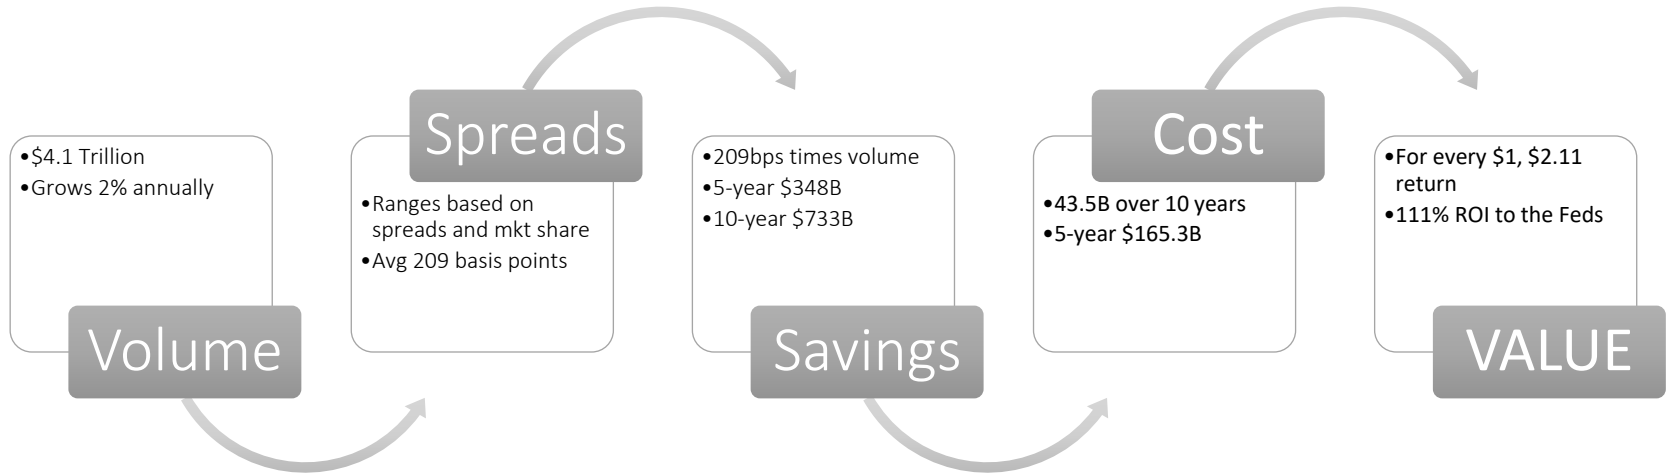 •$4.1 Trillion
•Grows 2% annually
Volume
Spreads
•Ranges based on
spreads and mkt share
•Avg 209 basis points
•209bps times volume
•5-year $348B
•10-year $733B
Savings
Cost
•43.5B over 10 years
•5-year $165.3B
•For every $1, $2.11
return
•111% ROI to the Feds
VALUE